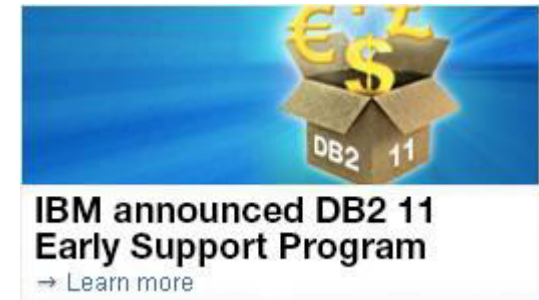 € $ £
DB2 11
IBM announced DB2 11
Early Support Program
→ Learn more